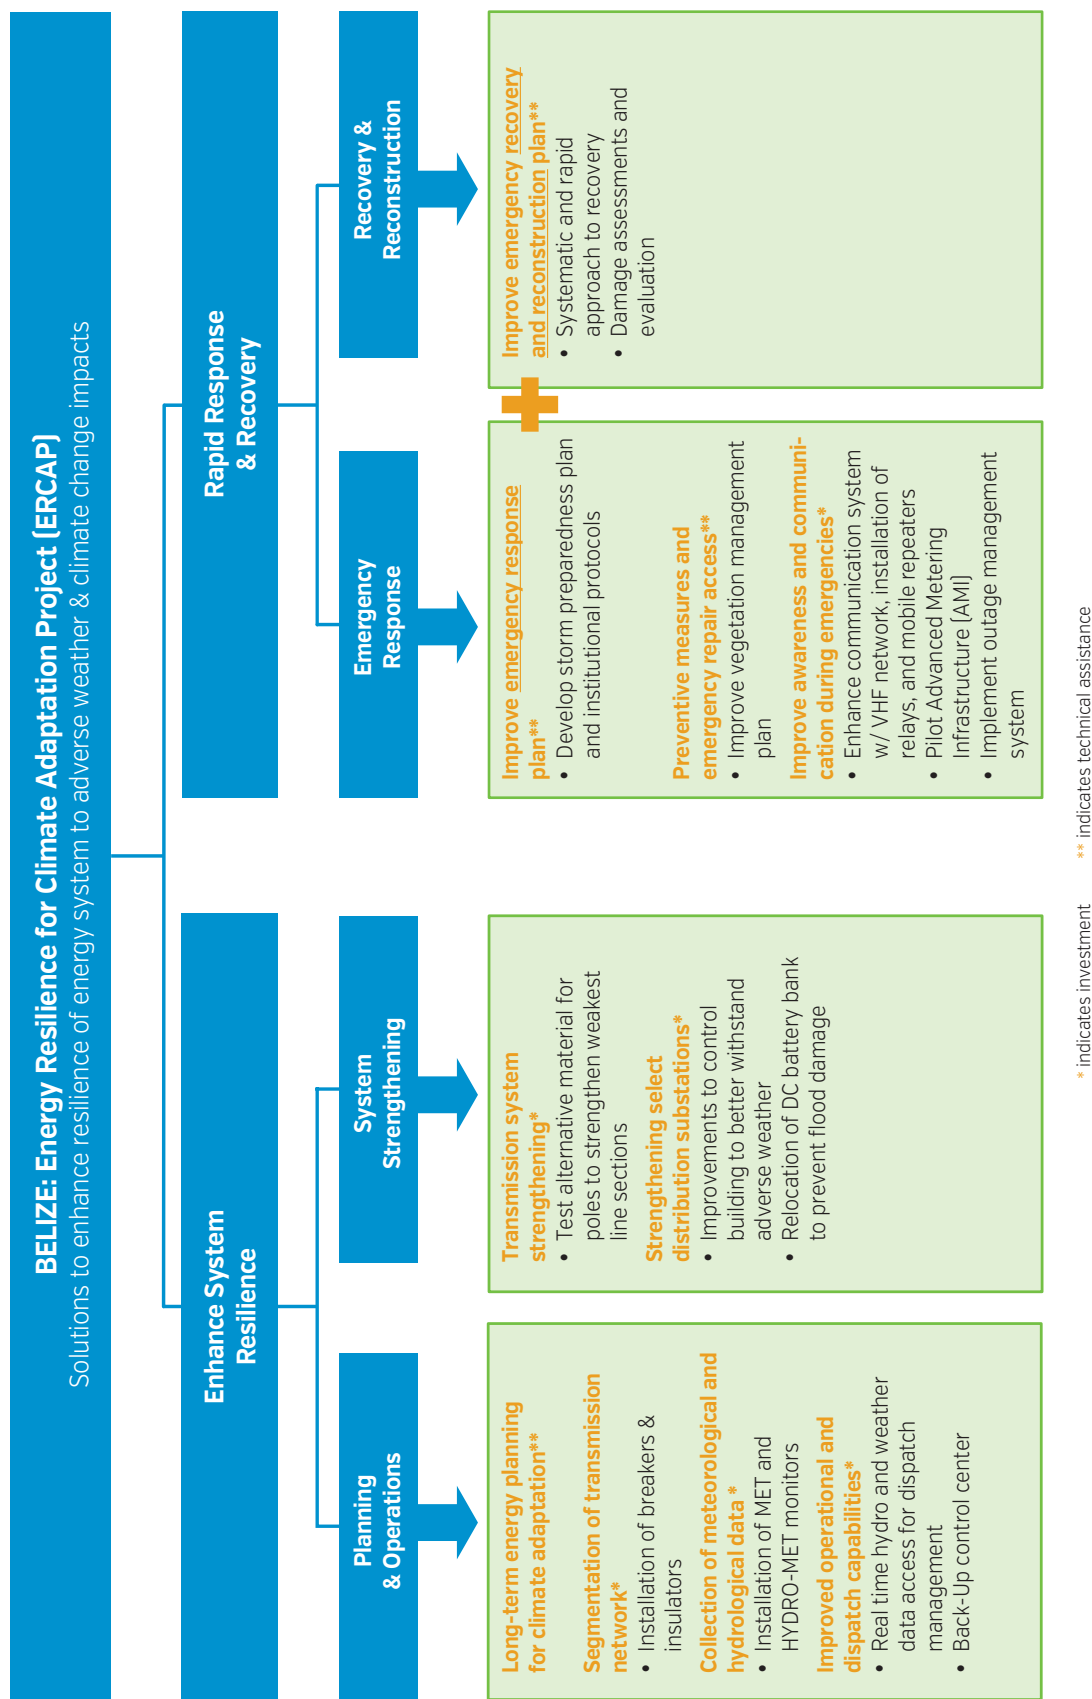 BELIZE: Energy Resilience for Climate Adaptation Project (ERCAP)
Solutions to enhance resilience of energy system to adverse weather & climate change impacts
Enhance System
Resilience
Rapid Response
& Recovery
Planning
& Operations
System
Strengthening
Emergency
Response
Recovery &
Reconstruction
Long-term energy planning
for climate adaptation**
Segmentation of transmission
network*
• Installation of breakers &
insulators
Collection of meteorological and
hydrological data *
• Installation of MET and
HYDRO-MET monitors
Improved operational and
dispatch capabilities*
• Real time hydro and weather
data access for dispatch
management
• Back-Up control center
Transmission system
strengthening*
• Test alternative material for
poles to strengthen weakest
line sections
Strengthening select
distribution substations*
• Improvements to control
building to better withstand
adverse weather
• Relocation of DC battery bank
to prevent flood damage
Improve emergency response
plan**
• Develop storm preparedness plan
and institutional protocols
Preventive measures and
emergency repair access**
• Improve vegetation management
plan
Improve awareness and communi-
cation during emergencies*
• Enhance communication system
w/ VHF network, installation of
relays, and mobile repeaters
• Pilot Advanced Metering
Infrastructure (AMI)
• Implement outage management
system
Improve emergency recovery
and reconstruction plan**
• Systematic and rapid
approach to recovery
• Damage assessments and
evaluation
* indicates investment
** indicates technical assistance